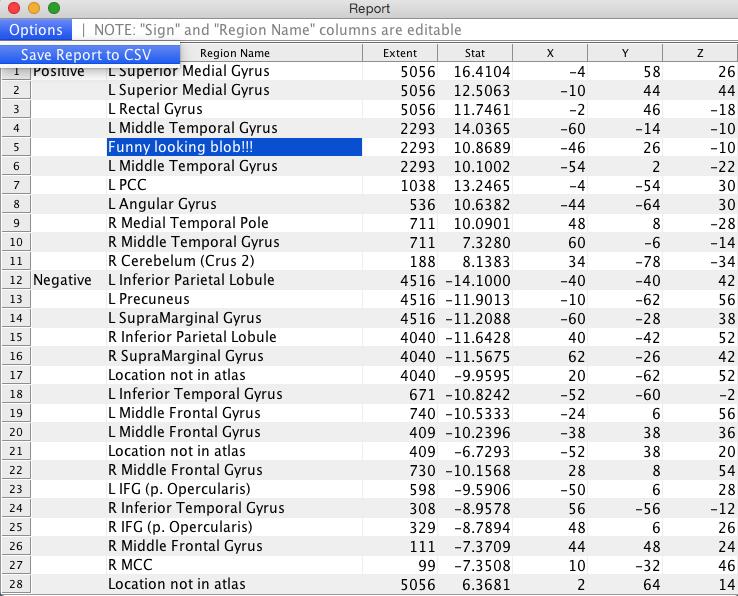 Report
Options | NOTE: "Sign" and "Region Name" columns are editable
Save Report to CSV Region Name Extent Stat X Y Z
1 Positive L Superior Medial Gyrus 5056 16.4104 −4 58 26
2 L Superior Medial Gyrus 5056 12.5063 −10 44 44
3 L Rectal Gyrus 5056 11.7461 −2 46 −18
4 L Middle Temporal Gyrus 2293 14.0365 −60 −14 −10
5 Funny looking blob!!! 2293 10.8689 −46 26 −10
6 L Middle Temporal Gyrus 2293 10.1002 −54 2 −22
7 L PCC 1038 13.2465 −4 −54 30
8 L Angular Gyrus 536 10.6382 −44 −64 30
9 R Medial Temporal Pole 711 10.0901 48 8 −28
10 R Middle Temporal Gyrus 711 7.3280 60 −6 −14
11 R Cerebelum (Crus 2) 188 8.1383 34 −78 −34
12 Negative L Inferior Parietal Lobule 4516 −14.1000 −40 −40 42
13 L Precuneus 4516 −11.9013 −10 −62 56
14 L SupraMarginal Gyrus 4516 −11.2088 −60 −28 38
15 R Inferior Parietal Lobule 4040 −11.6428 40 −42 52
16 R SupraMarginal Gyrus 4040 −11.5675 62 −26 42
17 Location not in atlas 4040 −9.9595 20 −62 52
18 L Inferior Temporal Gyrus 671 −10.8242 −52 −60 −2
19 L Middle Frontal Gyrus 740 −10.5333 −24 6 56
20 L Middle Frontal Gyrus 409 −10.2396 −38 38 36
21 Location not in atlas 409 −6.7293 −52 38 20
22 R Middle Frontal Gyrus 730 −10.1568 28 8 54
23 L IFG (p. Opercularis) 598 −9.5906 −50 6 28
24 R Inferior Temporal Gyrus 308 −8.9578 56 −56 −12
25 R IFG (p. Opercularis) 329 −8.7894 48 6 26
26 R Middle Frontal Gyrus 111 −7.3709 44 48 24
27 R MCC 99 −7.3508 10 −32 46
28 Location not in atlas 5056 6.3681 2 64 14